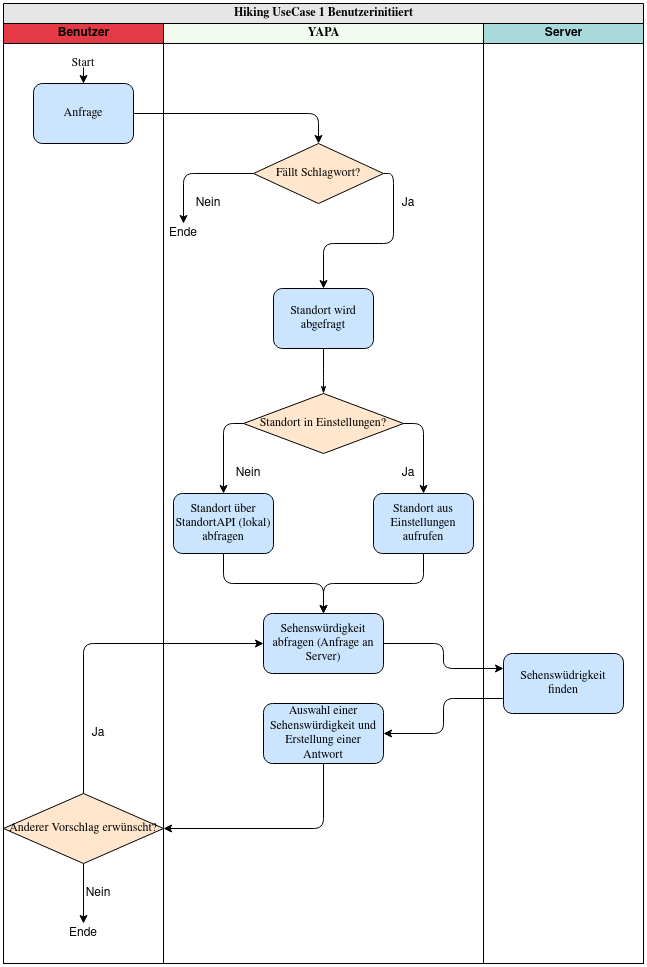 Hiking UseCase 1 Benutzerinitiiert
Benutzer
YAPA
Server
Start
Anfrage
Fällt Schlagwort?
Nein
Ja
Ende
Standort wird
abgefragt
Standort in Einstellungen?
Nein
Ja
Standort über
StandortAPI (lokal)
abfragen
Standort aus
Einstellungen
aufrufen
Sehenswürdigkeit
abfragen (Anfrage an
Server)
Sehenswüdrigkeit
finden
Auswahl einer
Sehenswürdigkeit und
Erstellung einer
Antwort
Ja
Anderer Vorschlag erwünscht?
Nein
Ende